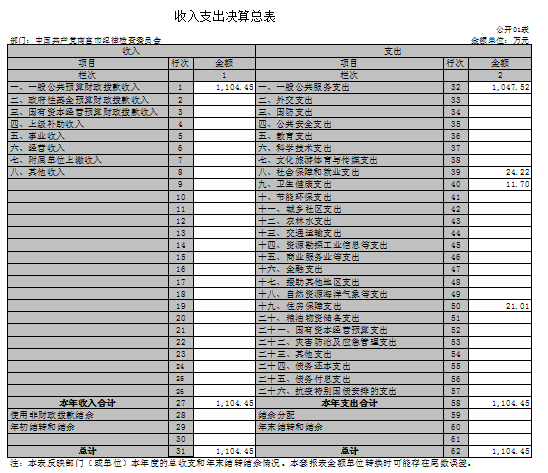 收入支出决算总表
公开01表
部门：中国共产党南宫市纪律检查委员会 金额单位：万元
收入 支出
项目 行次 金额 项目 行次 金额
栏次 1 栏次 2
一、一般公共预算财政拨款收入 1 1,104.45 一、一般公共服务支出 32 1,047.52
二、政府性基金预算财政拨款收入 2 二、外交支出 33
三、国有资本经营预算财政拨款收入 3 三、国防支出 34
四、上级补助收入 4 四、公共安全支出 35
五、事业收入 5 五、教育支出 36
六、经营收入 6 六、科学技术支出 37
七、附属单位上缴收入 7 七、文化旅游体育与传媒支出 38
八、其他收入 8 八、社会保障和就业支出 39 24.22
9 九、卫生健康支出 40 11.70
10 十、节能环保支出 41
11 十一、城乡社区支出 42
12 十二、农林水支出 43
13 十三、交通运输支出 44
14 十四、资源勘探工业信息等支出 45
15 十五、商业服务业等支出 46
16 十六、金融支出 47
17 十七、援助其他地区支出 48
18 十八、自然资源海洋气象等支出 49
19 十九、住房保障支出 50 21.01
20 二十、粮油物资储备支出 51
21 二十一、国有资本经营预算支出 52
22 二十二、灾害防治及应急管理支出 53
23 二十三、其他支出 54
24 二十四、债务还本支出 55
25 二十五、债务付息支出 56
26 二十六、抗疫特别国债安排的支出 57
本年收入合计 27 1,104.45 本年支出合计 58 1,104.45
使用非财政拨款结余 28 结余分配 59
年初结转和结余 29 年末结转和结余 60
30 61
总计 31 1,104.45 总计 62 1,104.45
注：本表反映部门（或单位）本年度的总收支和年末结转结余情况。本套报表金额单位转换时可能存在尾数误差。